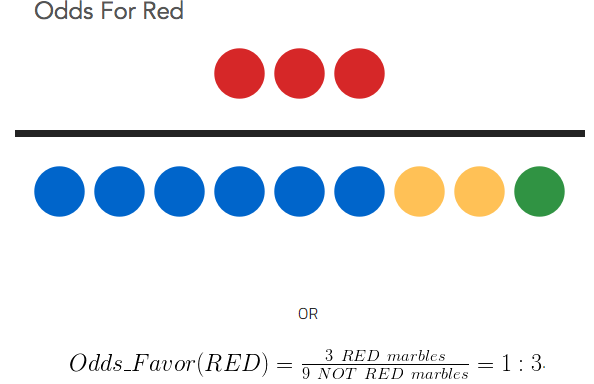 Odds For Red
OR
Odds_Favor(RED) = 3 RED marbles / 9 NOT RED marbles = 1 : 3.